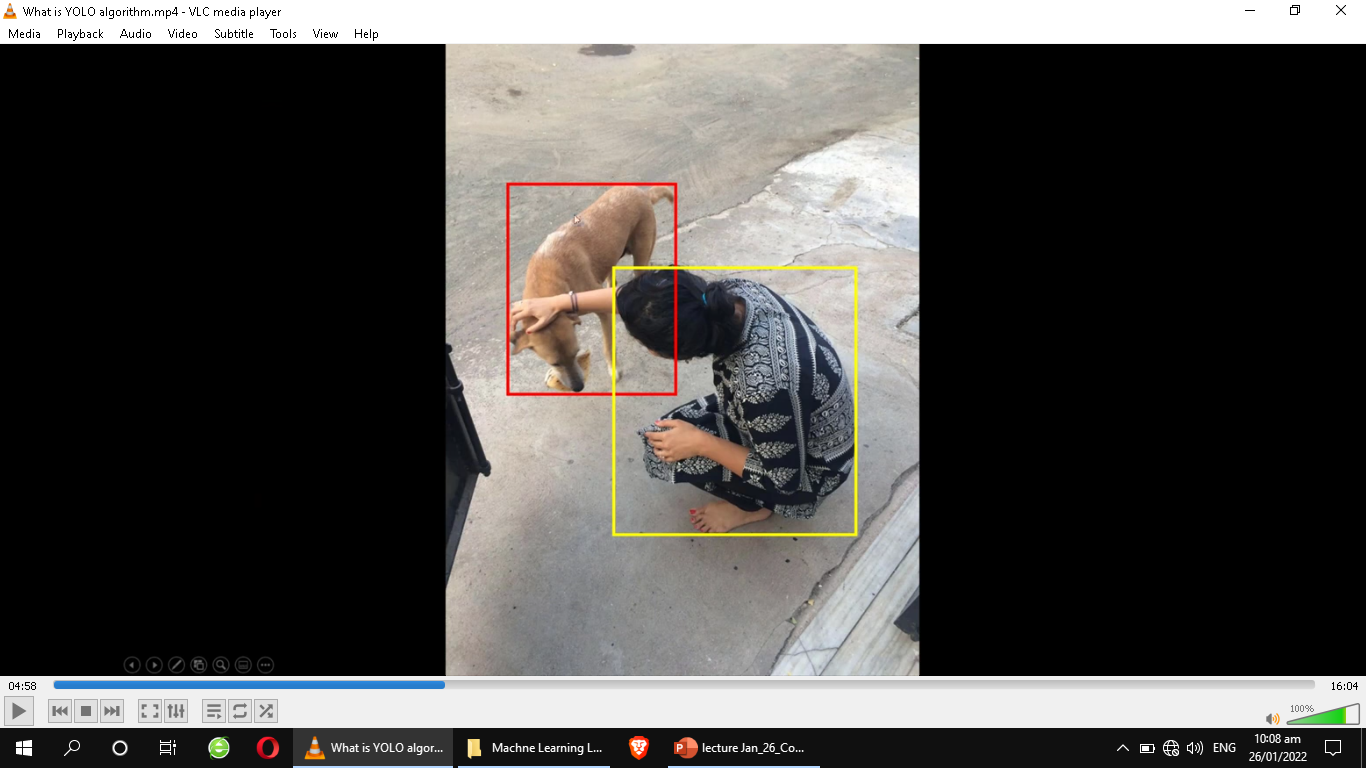 What is YOLO algorithm.mp4 - VLC media player
Media Playback Audio Video Subtitle Tools View Help
04:58
16:04
100%
What is YOLO algor...
Machne Learning L...
lecture Jan_26_Co...
ENG
10:08 am
26/01/2022